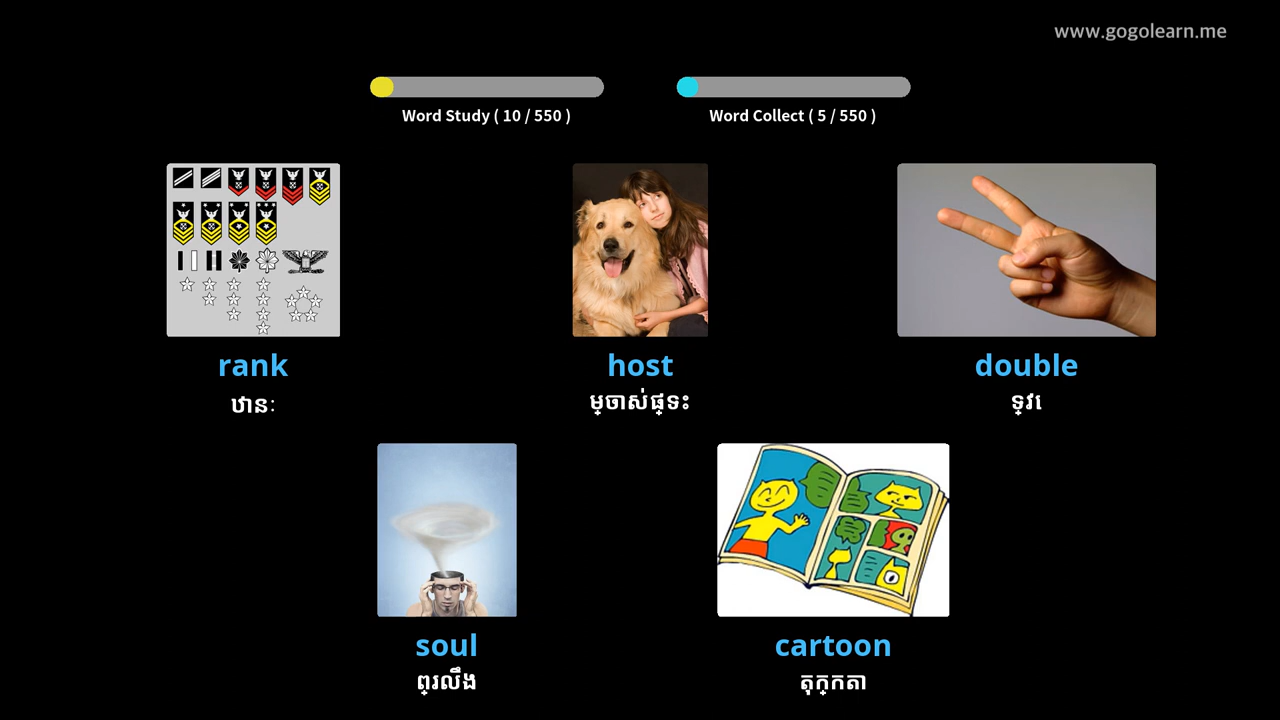 www.gogolearn.me
Word Study ( 10 / 550 )
Word Collect ( 5 / 550 )
rank
host
double
ឋានៈ
ម្ចាស់ផ្ទះ
ទ្វេ
soul
cartoon
ព្រលឹង
តុក្កតា